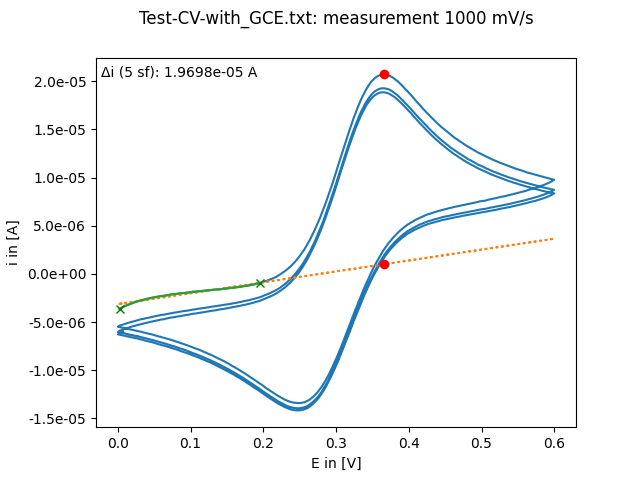 Test-CV-with_GCE.txt: measurement 1000 mV/s
Δi (5 sf): 1.9698e-05 A
2.0e-05
1.5e-05
1.0e-05
5.0e-06
0.0e+00
-5.0e-06
-1.0e-05
-1.5e-05
i in [A]
0.0 0.1 0.2 0.3 0.4 0.5 0.6
E in [V]